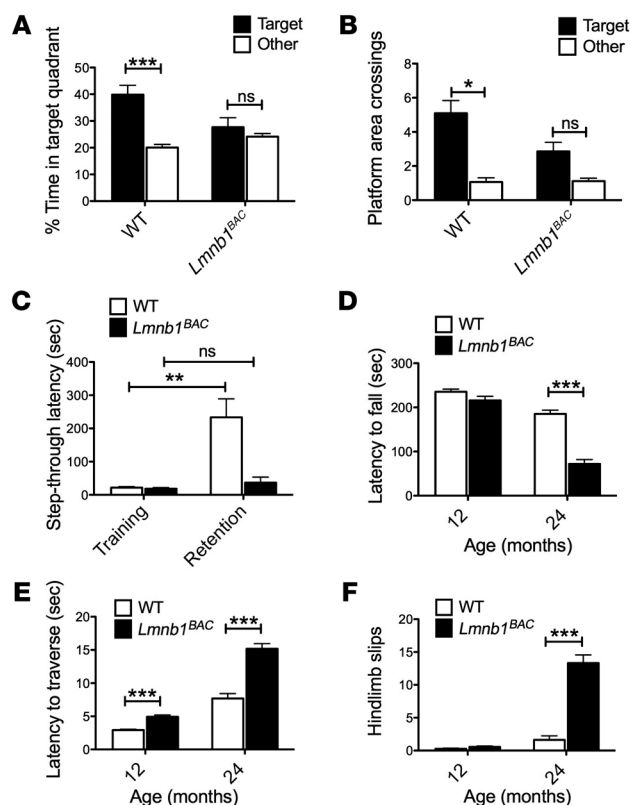 A
Target
Other
% Time in target quadrant
50
40
30
20
10
0
***
ns
WT
Lmnb1BAC
B
Target
Other
Platform area crossings
8
6
4
2
0
*
ns
WT
Lmnb1BAC
C
WT
Lmnb1BAC
Step-through latency (sec)
400
300
200
100
0
ns
**
Training
Retention
D
WT
Lmnb1BAC
Latency to fall (sec)
300
200
100
0
***
12
24
Age (months)
E
WT
Lmnb1BAC
Latency to traverse (sec)
20
15
10
5
0
***
***
12
24
Age (months)
F
WT
Lmnb1BAC
Hindlimb slips
20
15
10
5
0
***
12
24
Age (months)